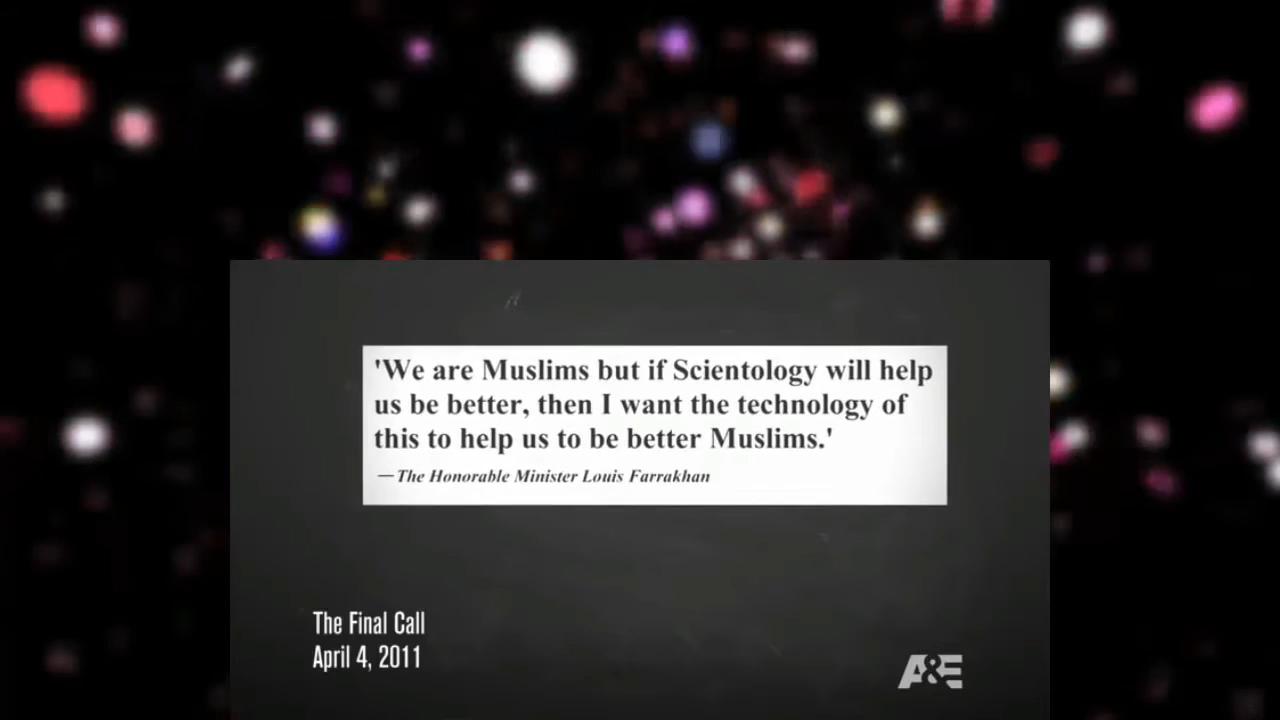 'We are Muslims but if Scientology will help
us be better, then I want the technology of
this to help us to be better Muslims.'
—The Honorable Minister Louis Farrakhan
The Final Call
April 4, 2011
A&E